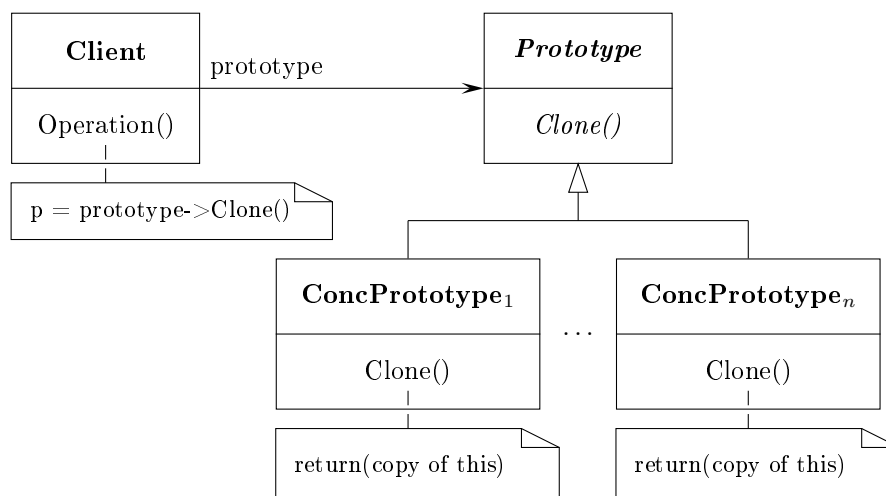 Client
prototype
Prototype
Operation()
Clone()
p = prototype->Clone()
ConcPrototype₁
ConcPrototypeₙ
...
Clone()
Clone()
return(copy of this)
return(copy of this)